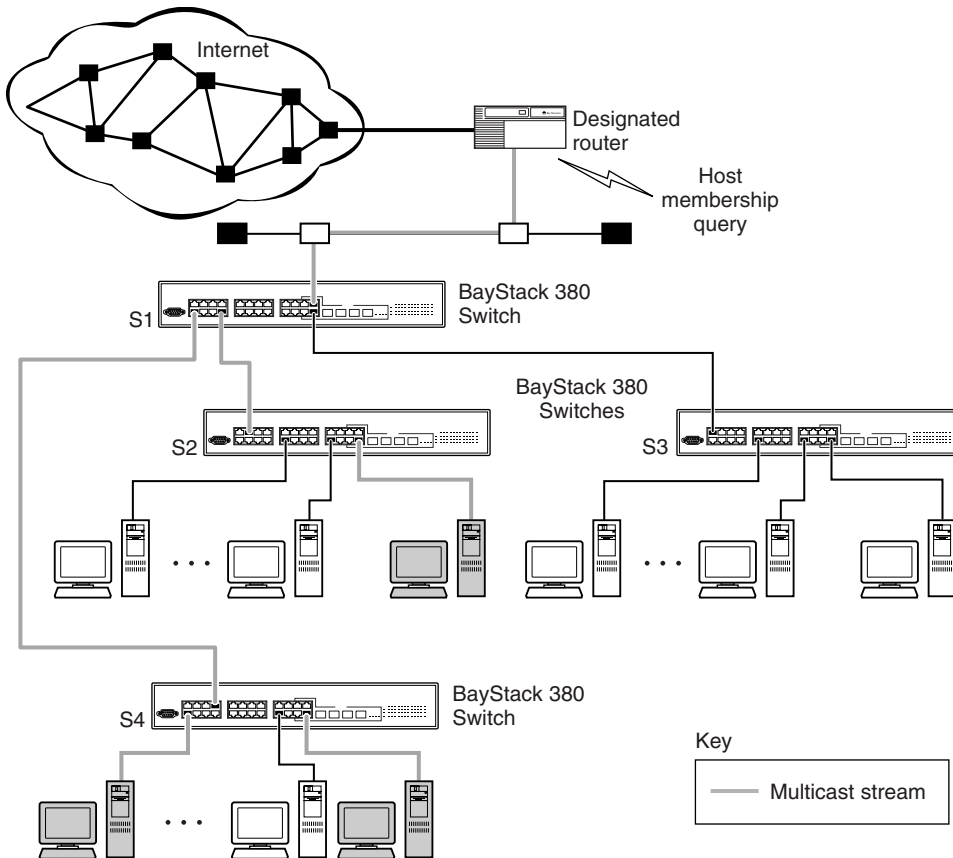 Internet
Designated
router
Host
membership
query
BayStack 380
Switch
S1
BayStack 380
Switches
S2
S3
BayStack 380
Switch
S4
Key
Multicast stream